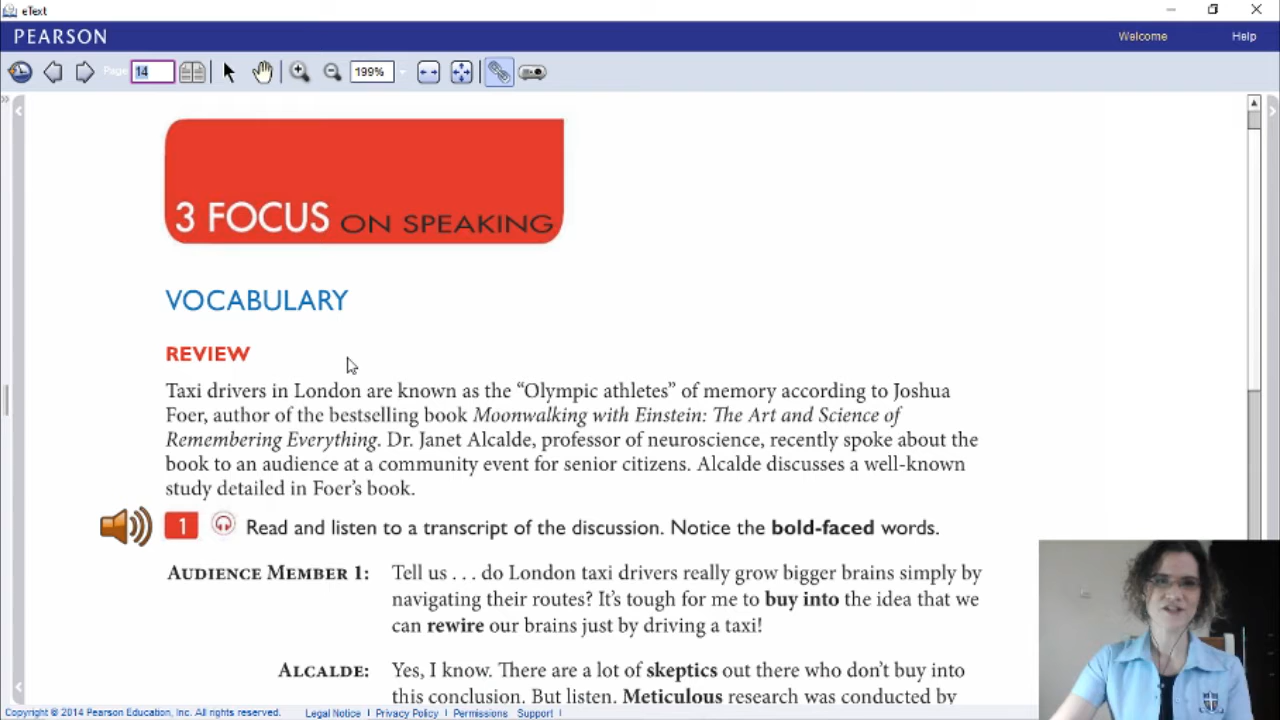 eText
PEARSON
Welcome
Help
Page
14
199%
3 FOCUS ON SPEAKING
VOCABULARY
REVIEW
Taxi drivers in London are known as the “Olympic athletes” of memory according to Joshua
Foer, author of the bestselling book Moonwalking with Einstein: The Art and Science of
Remembering Everything. Dr. Janet Alcalde, professor of neuroscience, recently spoke about the
book to an audience at a community event for senior citizens. Alcalde discusses a well-known
study detailed in Foer’s book.
1 Read and listen to a transcript of the discussion. Notice the bold-faced words.
AUDIENCE MEMBER 1: Tell us . . . do London taxi drivers really grow bigger brains simply by
navigating their routes? It’s tough for me to buy into the idea that we
can rewire our brains just by driving a taxi!
ALCALDE: Yes, I know. There are a lot of skeptics out there who don’t buy into
this conclusion. But listen. Meticulous research was conducted by
Copyright © 2014 Pearson Education, Inc. All rights reserved. Legal Notice | Privacy Policy | Permissions Support |